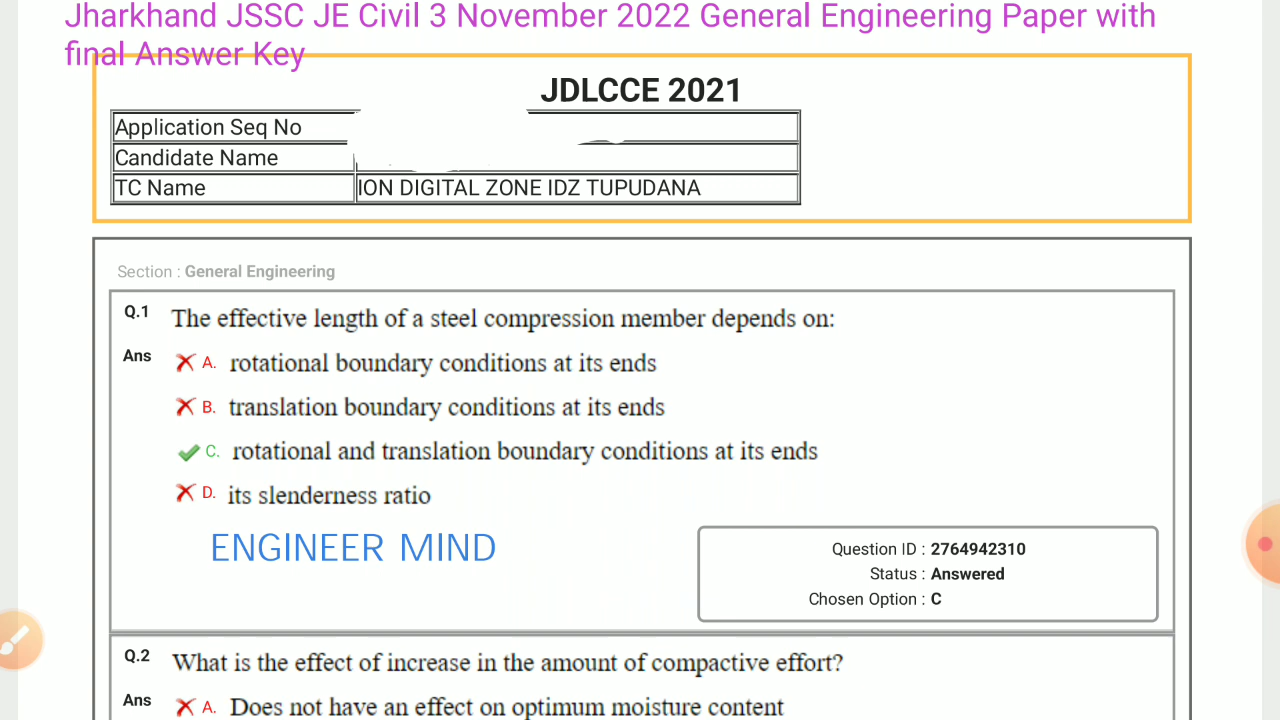 Jharkhand JSSC JE Civil 3 November 2022 General Engineering Paper with
final Answer Key
JDLCCE 2021
Application Seq No
Candidate Name
TC Name ION DIGITAL ZONE IDZ TUPUDANA
Section : General Engineering
Q.1 The effective length of a steel compression member depends on:
Ans A. rotational boundary conditions at its ends
B. translation boundary conditions at its ends
C. rotational and translation boundary conditions at its ends
D. its slenderness ratio
ENGINEER MIND
Question ID : 2764942310
Status : Answered
Chosen Option : C
Q.2 What is the effect of increase in the amount of compactive effort?
Ans A. Does not have an effect on optimum moisture content